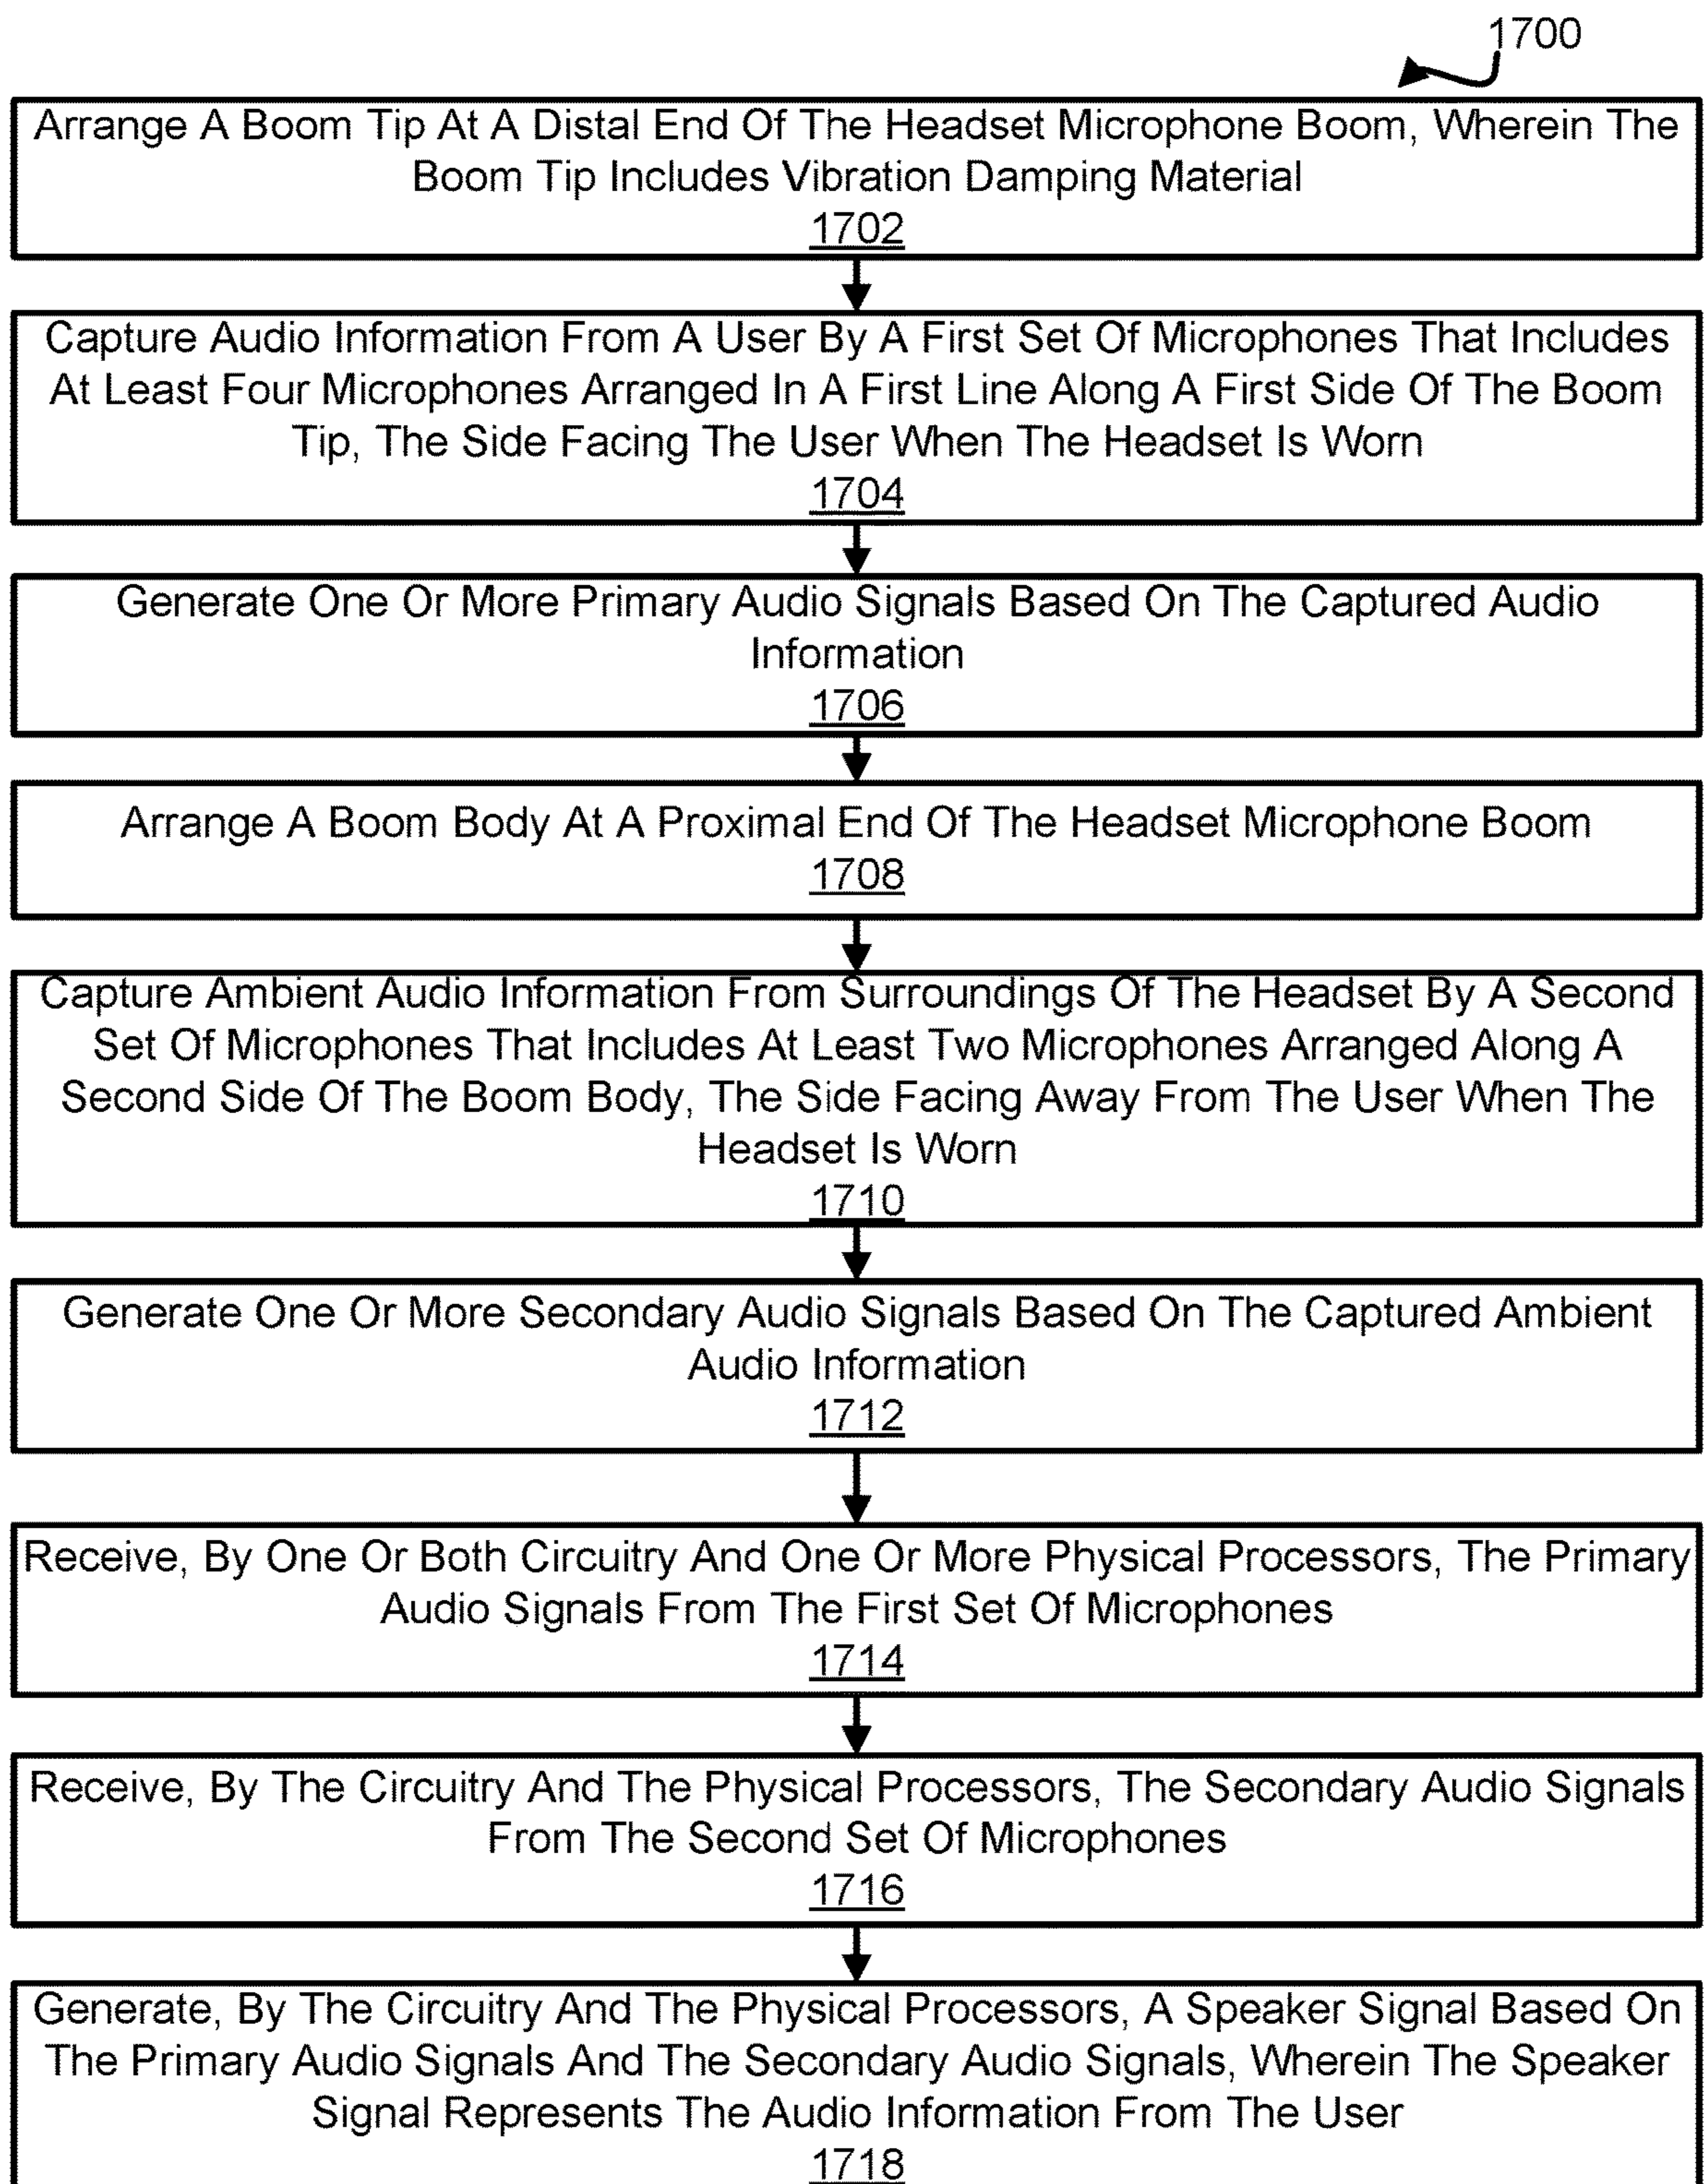 1700
Arrange A Boom Tip At A Distal End Of The Headset Microphone Boom, Wherein The
Boom Tip Includes Vibration Damping Material
1702
Capture Audio Information From A User By A First Set Of Microphones That Includes
At Least Four Microphones Arranged In A First Line Along A First Side Of The Boom
Tip, The Side Facing The User When The Headset Is Worn
1704
Generate One Or More Primary Audio Signals Based On The Captured Audio
Information
1706
Arrange A Boom Body At A Proximal End Of The Headset Microphone Boom
1708
Capture Ambient Audio Information From Surroundings Of The Headset By A Second
Set Of Microphones That Includes At Least Two Microphones Arranged Along A
Second Side Of The Boom Body, The Side Facing Away From The User When The
Headset Is Worn
1710
Generate One Or More Secondary Audio Signals Based On The Captured Ambient
Audio Information
1712
Receive, By One Or Both Circuitry And One Or More Physical Processors, The Primary
Audio Signals From The First Set Of Microphones
1714
Receive, By The Circuitry And The Physical Processors, The Secondary Audio Signals
From The Second Set Of Microphones
1716
Generate, By The Circuitry And The Physical Processors, A Speaker Signal Based On
The Primary Audio Signals And The Secondary Audio Signals, Wherein The Speaker
Signal Represents The Audio Information From The User
1718